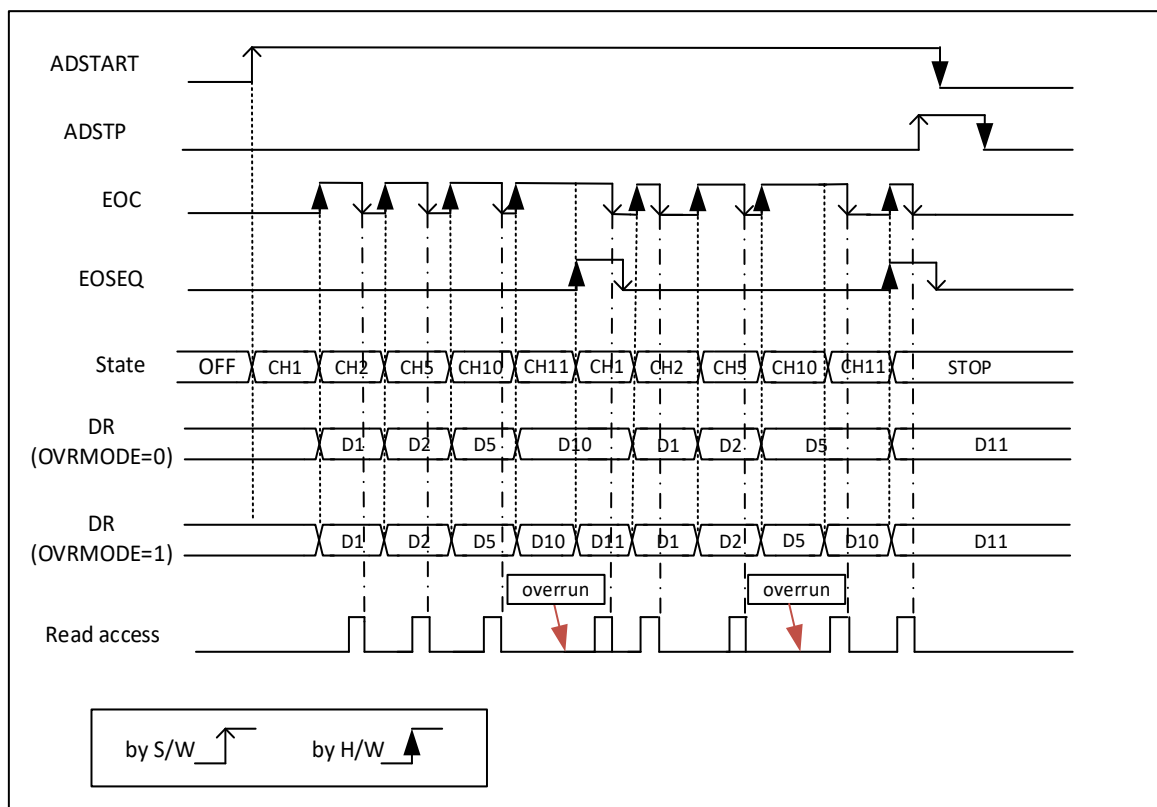 ADSTART
ADSTP
EOC
EOSEQ
State OFF CH1 CH2 CH5 CH10 CH11 CH1 CH2 CH5 CH10 CH11 STOP
DR
(OVRMODE=0) D1 D2 D5 D10 D1 D2 D5 D11
DR
(OVRMODE=1) D1 D2 D5 D10 D11 D1 D2 D5 D10 D11
overrun overrun
Read access
by S/W by H/W